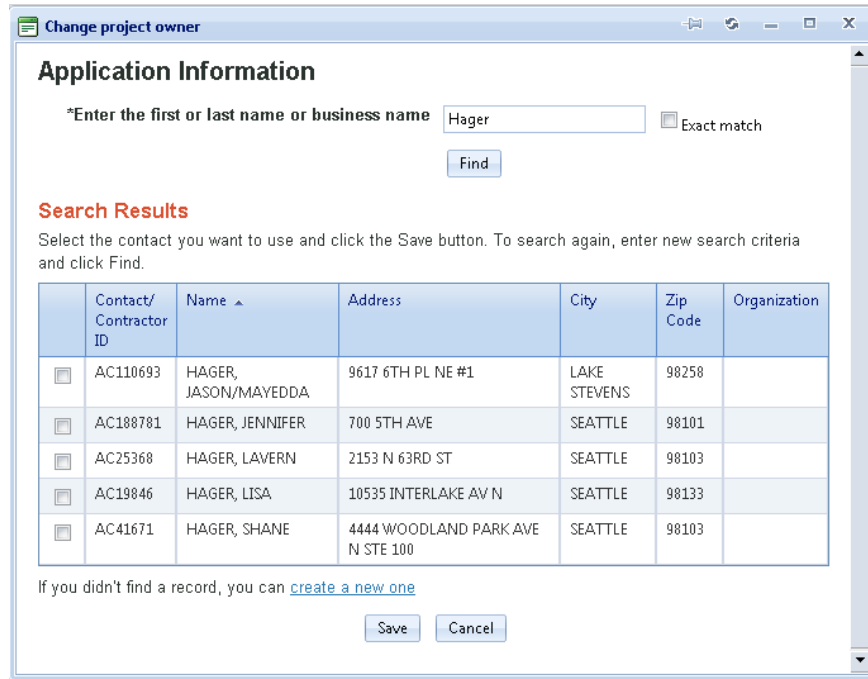 Change project owner
Application Information
*Enter the first or last name or business name Hager Exact match
Find
Search Results
Select the contact you want to use and click the Save button. To search again, enter new search criteria
and click Find.
Contact/ Name Address City Zip Organization
Contractor Code
ID
AC110693 HAGER, 9617 6TH PL NE #1 LAKE 98258
JASON/MAYEDDA STEVENS
AC188781 HAGER, JENNIFER 700 5TH AVE SEATTLE 98101
AC25368 HAGER, LAVERN 2153 N 63RD ST SEATTLE 98103
AC19846 HAGER, LISA 10535 INTERLAKE AV N SEATTLE 98133
AC41671 HAGER, SHANE 4444 WOODLAND PARK AVE SEATTLE 98103
N STE 100
If you didn't find a record, you can create a new one
Save Cancel